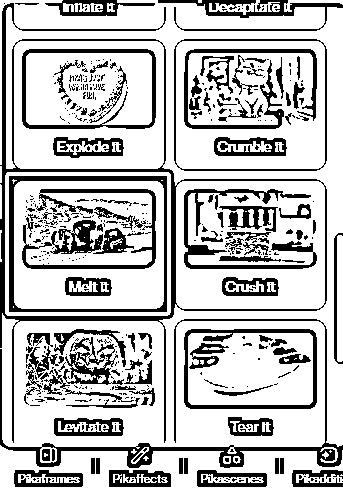 Inflate it
Decapitate it
Explode it
Crumble it
Melt it
Crush it
Levitate it
Tear it
Pikaframes
Pikaffects
Pikascenes
Pikadditi